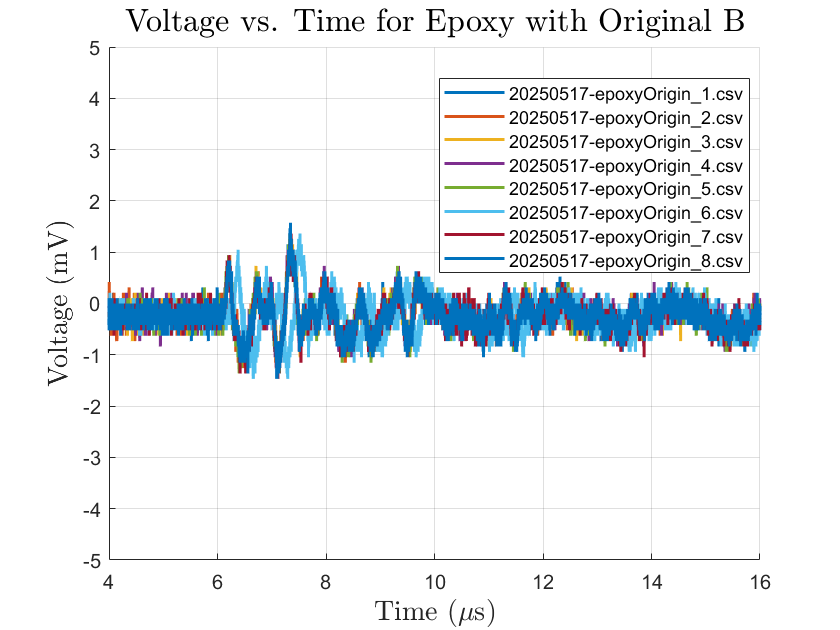 Voltage vs. Time for Epoxy with Original B
5
4
3
2
1
0
-1
-2
-3
-4
-5
Voltage (mV)
20250517-epoxyOrigin_1.csv
20250517-epoxyOrigin_2.csv
20250517-epoxyOrigin_3.csv
20250517-epoxyOrigin_4.csv
20250517-epoxyOrigin_5.csv
20250517-epoxyOrigin_6.csv
20250517-epoxyOrigin_7.csv
20250517-epoxyOrigin_8.csv
4 6 8 10 12 14 16
Time (μs)